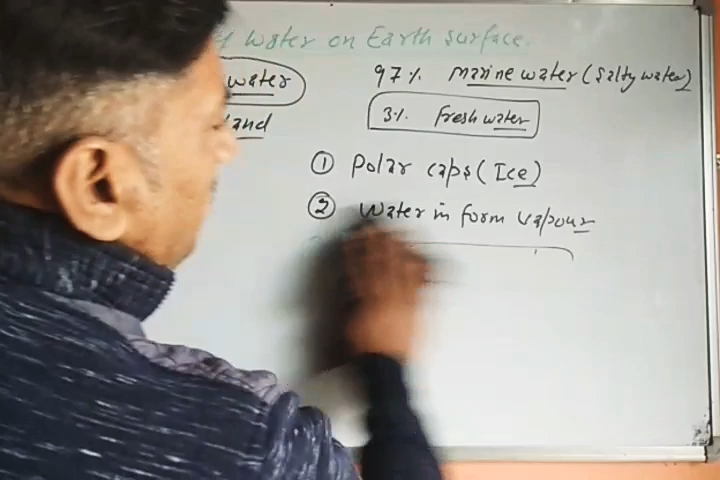 water on Earth surface.
water
land
97% marine water (salty water)
3% fresh water
① Polar caps (Ice)
② Water in form vapour